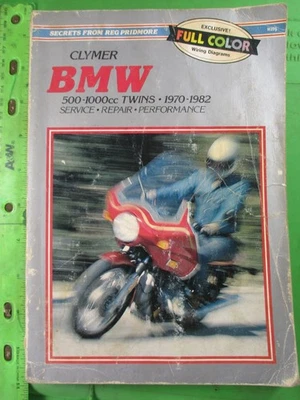 SECRETS FROM REG PRIDMORE
EXCLUSIVE!
FULL COLOR
Wiring Diagrams
CLYMER
BMW
500-1000cc TWINS • 1970-1982
SERVICE • REPAIR • PERFORMANCE
A&W